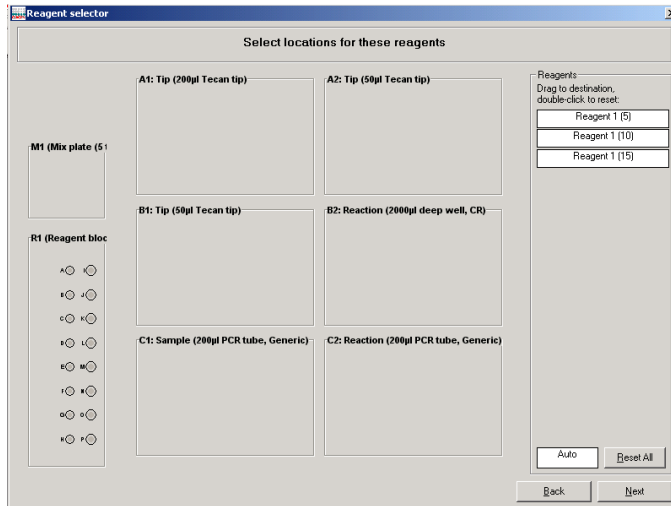 Reagent selector
Select locations for these reagents
A1: Tip (200µl Tecan tip)
A2: Tip (50µl Tecan tip)
Reagents
Drag to destination,
double-click to reset:
Reagent 1 (5)
Reagent 1 (10)
Reagent 1 (15)
M1 (Mix plate (5
B1: Tip (50µl Tecan tip)
B2: Reaction (2000µl deep well, CR)
R1 (Reagent bloc
A I
B J
C K
D L
E M
F N
G O
H P
C1: Sample (200µl PCR tube, Generic)
C2: Reaction (200µl PCR tube, Generic)
Auto
Reset All
Back
Next